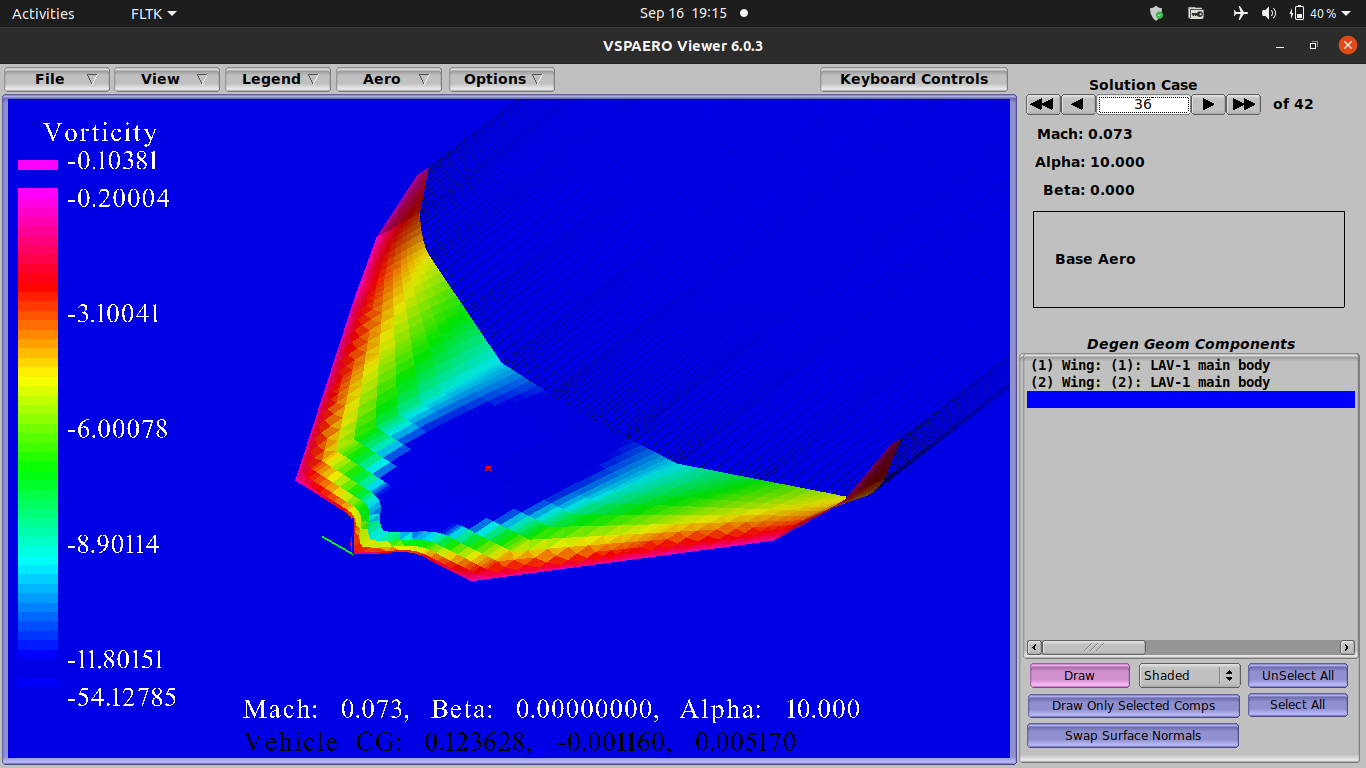 Activities FLTK Sep 16 19:15 40 %
VSPAERO Viewer 6.0.3
File View Legend Aero Options Keyboard Controls
Solution Case
36 of 42
Mach: 0.073
Alpha: 10.000
Beta: 0.000
Base Aero
Degen Geom Components
(1) Wing: (1): LAV-1 main body
(2) Wing: (2): LAV-1 main body
Draw Shaded UnSelect All
Draw Only Selected Comps Select All
Swap Surface Normals
Vorticity
-0.10381
-0.20004
-3.10041
-6.00078
-8.90114
-11.80151
-54.12785
Mach: 0.073, Beta: 0.00000000, Alpha: 10.000
Vehicle CG: 0.123628, -0.001160, 0.005170